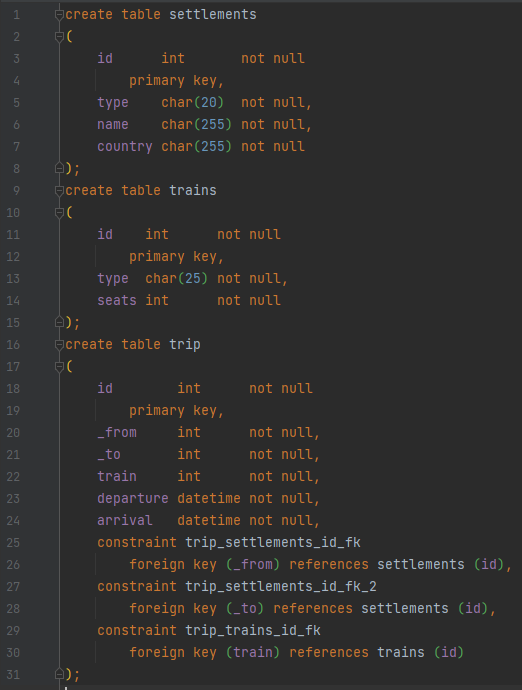 1 create table settlements
2 (
3     id      int       not null
4         primary key,
5     type    char(20)  not null,
6     name    char(255) not null,
7     country char(255) not null
8 );
9 create table trains
10 (
11     id    int      not null
12         primary key,
13     type  char(25) not null,
14     seats int      not null
15 );
16 create table trip
17 (
18     id        int      not null
19         primary key,
20     _from     int      not null,
21     _to       int      not null,
22     train     int      not null,
23     departure datetime not null,
24     arrival   datetime not null,
25     constraint trip_settlements_id_fk
26         foreign key (_from) references settlements (id),
27     constraint trip_settlements_id_fk_2
28         foreign key (_to) references settlements (id),
29     constraint trip_trains_id_fk
30         foreign key (train) references trains (id)
31 );